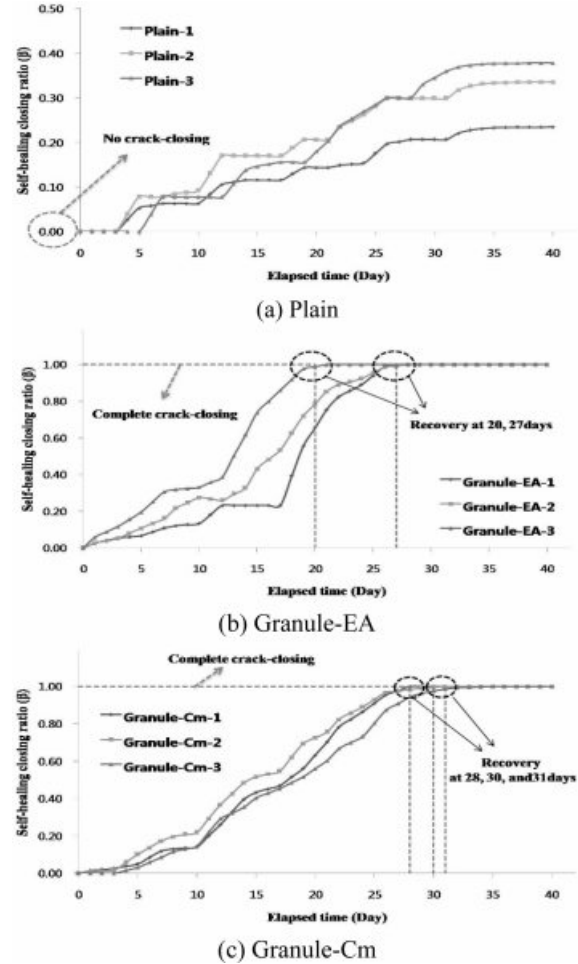 0.50
Plain-1
Plain-2
Plain-3
0.40
0.30
0.20
0.10
0.00
No crack-closing
Self-healing closing ratio (β)
0 5 10 15 20 25 30 35 40
Elapsed time (Day)
(a) Plain
1.00
0.80
0.60
0.40
0.20
0.00
Self-healing closing ratio (β)
Complete crack-closing
Recovery at 20, 27days
Granule-EA-1
Granule-EA-2
Granule-EA-3
0 5 10 15 20 25 30 35 40
Elapsed time (Day)
(b) Granule-EA
Complete crack-closing
1.00
0.80
0.60
0.40
0.20
0.00
Self-healing closing ratio (β)
Granule-Cm-1
Granule-Cm-2
Granule-Cm-3
Recovery
at 28, 30, and31days
0 5 10 15 20 25 30 35 40
Elapsed time (Day)
(c) Granule-Cm